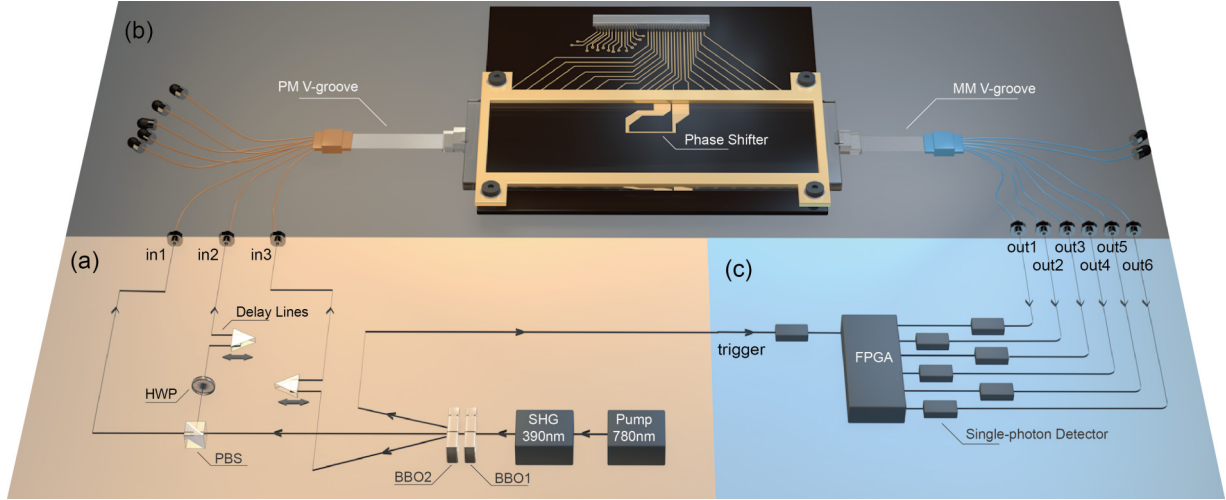 (b)
PM V-groove
MM V-groove
Phase Shifter
in1
in2
in3
out1
out2
out3
out4
out5
out6
(a)
(c)
Delay Lines
trigger
FPGA
HWP
SHG
390nm
Pump
780nm
Single-photon Detector
PBS
BBO2
BBO1